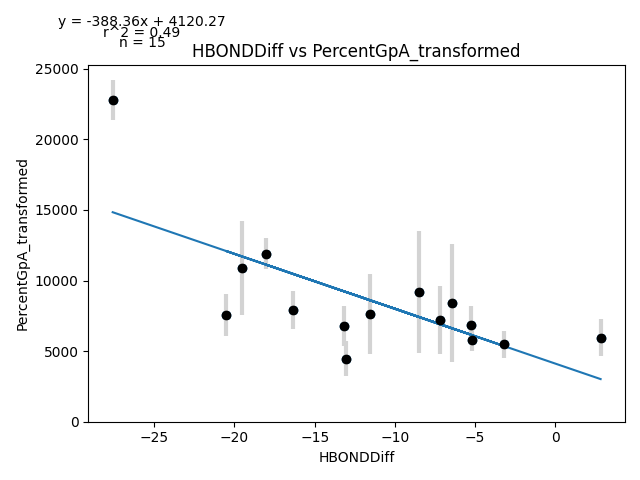 y = -388.36x + 4120.27
r^2 = 0.49
n = 15
HBONDDiff vs PercentGpA_transformed
PercentGpA_transformed
25000
20000
15000
10000
5000
0
−25
−20
−15
−10
−5
0
HBONDDiff